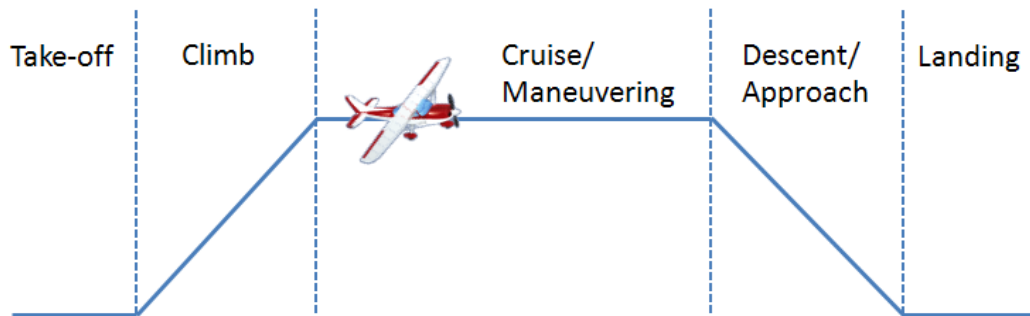 Take-off
Climb
Cruise/
Maneuvering
Descent/
Approach
Landing